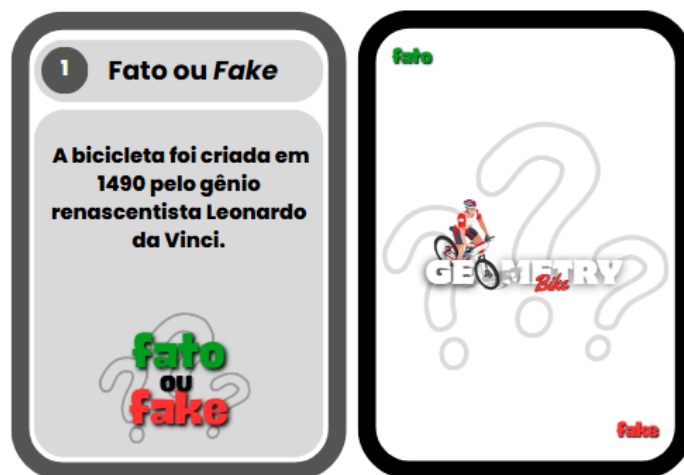 1
Fato ou Fake
A bicicleta foi criada em
1490 pelo gênio
renascentista Leonardo
da Vinci.
fato
ou
fake
fato
GEOMETRY
Bike
fake